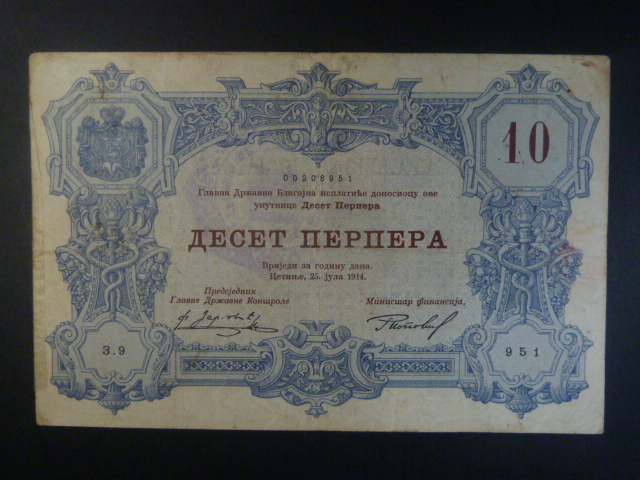 10
00208951
Главна Државна Благајна исплатиће доносиоцу ове
упутнице Десет Перпера
ДЕСЕТ ПЕРПЕРА
Вриједи за годину дана.
Цетиње, 25. јула 1914.
Предсједник
Главне Државне Контроле
Министар финансија,
3.9
951